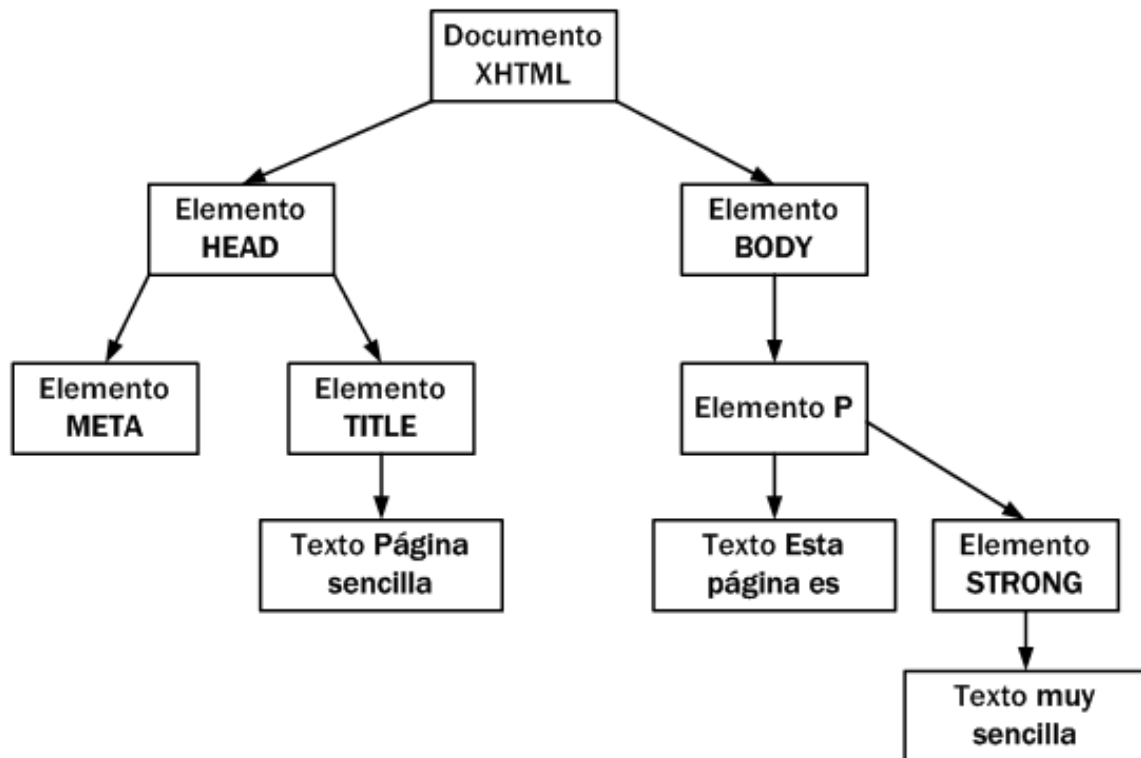 Documento
XHTML
Elemento
HEAD
Elemento
BODY
Elemento
META
Elemento
TITLE
Elemento P
Texto Página
sencilla
Texto Esta
página es
Elemento
STRONG
Texto muy
sencilla